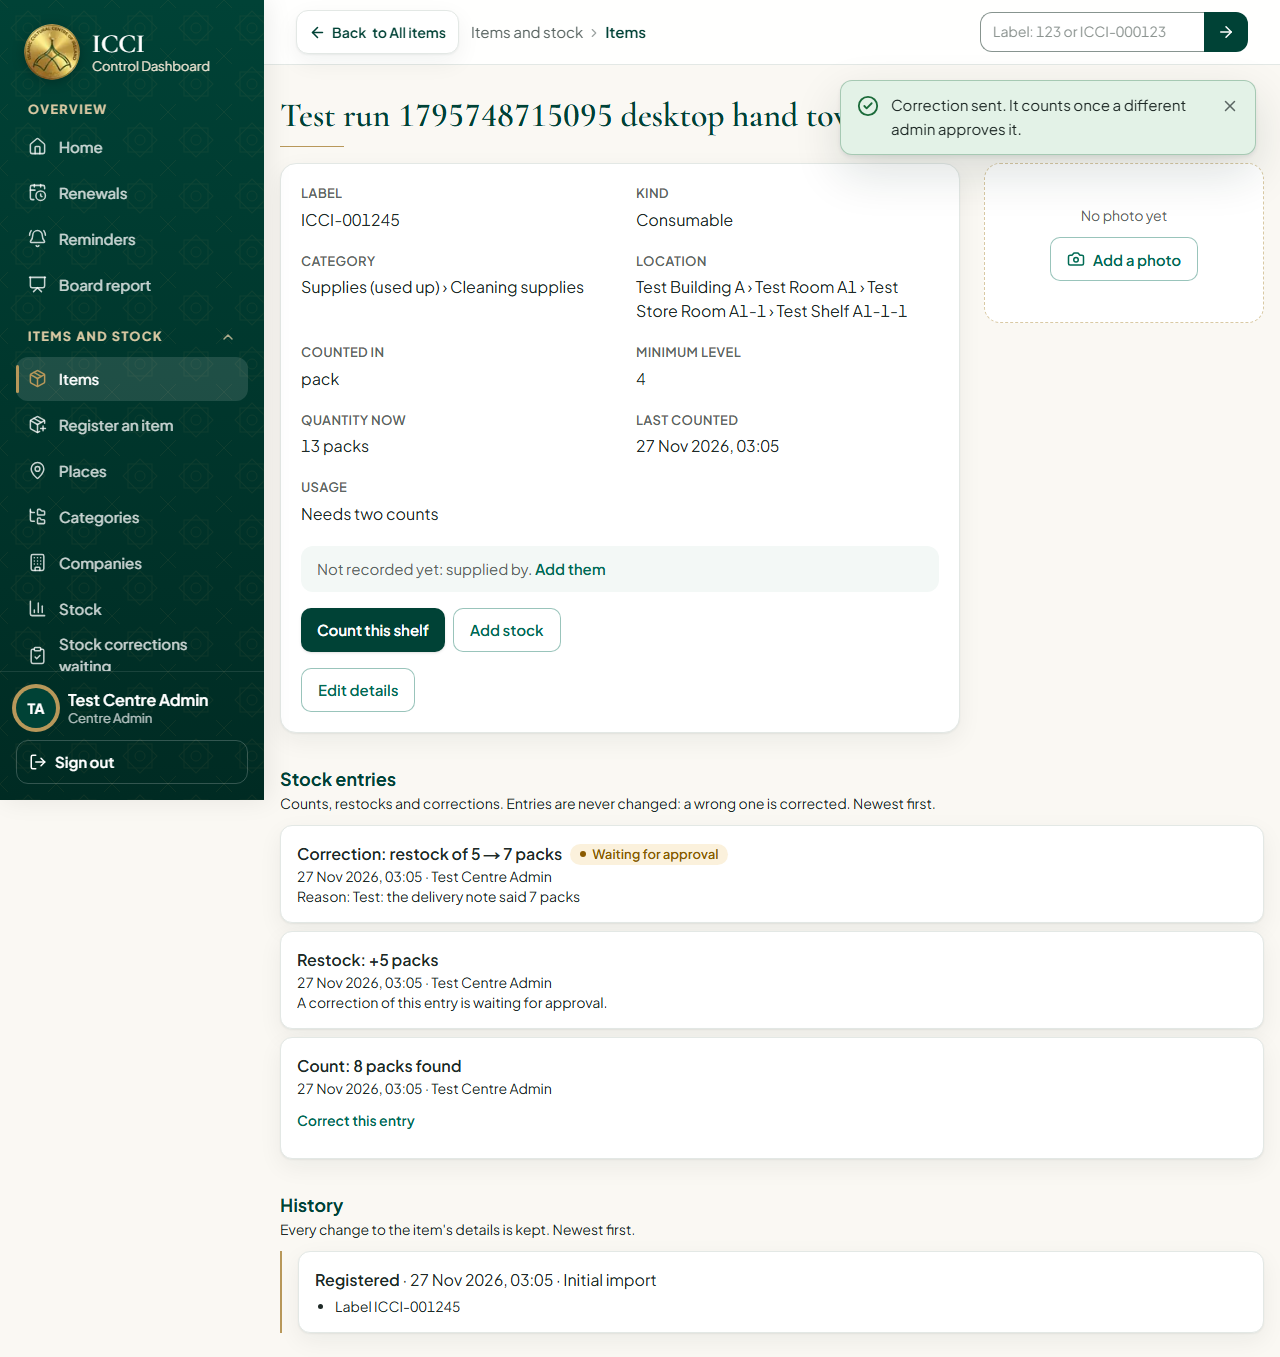 ICCI
Control Dashboard
OVERVIEW
Home
Renewals
Reminders
Board report
ITEMS AND STOCK
Items
Register an item
Places
Categories
Companies
Stock
Stock corrections
waiting
TA
Test Centre Admin
Centre Admin
Sign out
Back to All items
Items and stock › Items
Label: 123 or ICCI-000123
Correction sent. It counts once a different
admin approves it.
Test run 1795748715095 desktop hand
LABEL
ICCI-001245
KIND
Consumable
CATEGORY
Supplies (used up) › Cleaning supplies
LOCATION
Test Building A › Test Room A1 › Test
Store Room A1-1 › Test Shelf A1-1-1
COUNTED IN
pack
MINIMUM LEVEL
4
QUANTITY NOW
13 packs
LAST COUNTED
27 Nov 2026, 03:05
USAGE
Needs two counts
Not recorded yet: supplied by. Add them
Count this shelf
Add stock
Edit details
No photo yet
Add a photo
Stock entries
Counts, restocks and corrections. Entries are never changed: a wrong one is corrected. Newest first.
Correction: restock of 5 → 7 packs
Waiting for approval
27 Nov 2026, 03:05 · Test Centre Admin
Reason: Test: the delivery note said 7 packs
Restock: +5 packs
27 Nov 2026, 03:05 · Test Centre Admin
A correction of this entry is waiting for approval.
Count: 8 packs found
27 Nov 2026, 03:05 · Test Centre Admin
Correct this entry
History
Every change to the item's details is kept. Newest first.
Registered · 27 Nov 2026, 03:05 · Initial import
• Label ICCI-001245